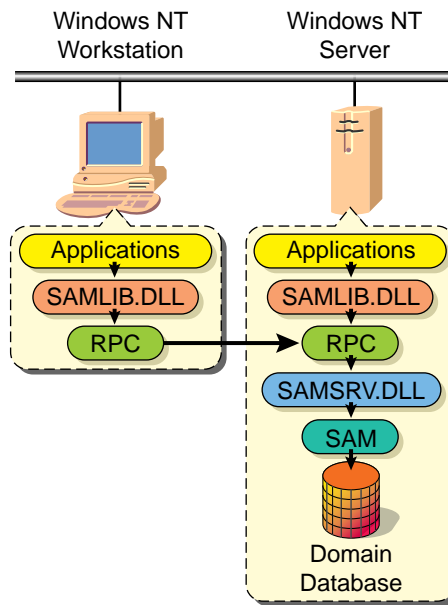 Windows NT
Workstation
Windows NT
Server
Applications
SAMLIB.DLL
RPC
Applications
SAMLIB.DLL
RPC
SAMSRV.DLL
SAM
Domain
Database